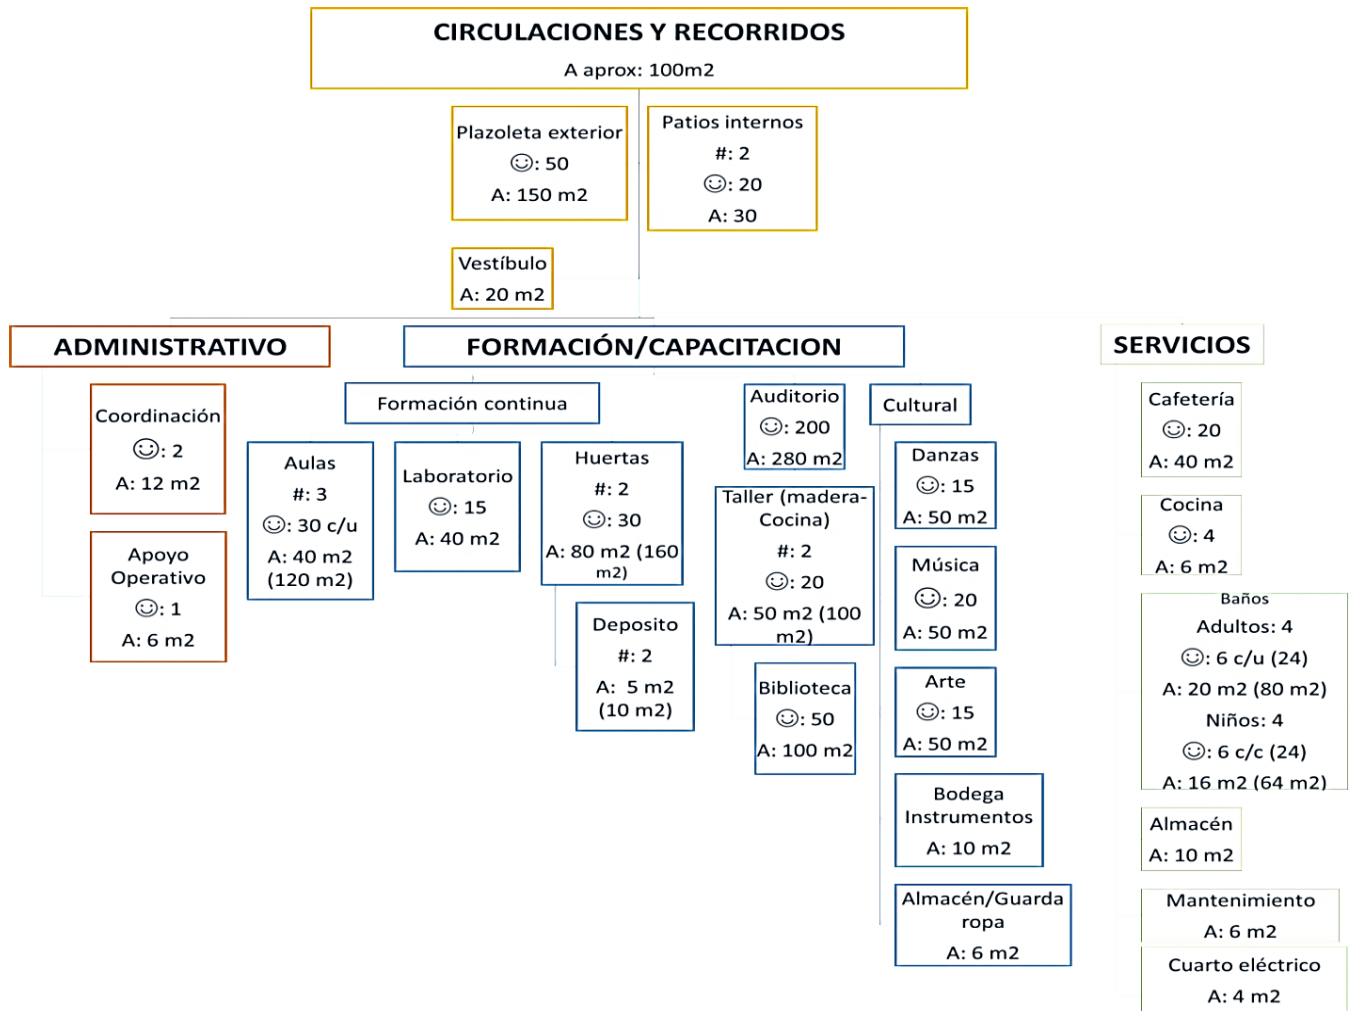 CIRCULACIONES Y RECORRIDOS
A aprox: 100m2
Plazoleta exterior
☺: 50
A: 150 m2
Patios internos
#: 2
☺: 20
A: 30
Vestíbulo
A: 20 m2
ADMINISTRATIVO
Coordinación
☺: 2
A: 12 m2
Apoyo
Operativo
☺: 1
A: 6 m2
FORMACIÓN/CAPACITACION
Formación continua
Aulas
#: 3
☺: 30 c/u
A: 40 m2
(120 m2)
Laboratorio
☺: 15
A: 40 m2
Huertas
#: 2
☺: 30
A: 80 m2 (160
m2)
Deposito
#: 2
A: 5 m2
(10 m2)
Auditorio
☺: 200
A: 280 m2
Taller (madera-
Cocina)
#: 2
☺: 20
A: 50 m2 (100
m2)
Biblioteca
☺: 50
A: 100 m2
Cultural
Danzas
☺: 15
A: 50 m2
Música
☺: 20
A: 50 m2
Arte
☺: 15
A: 50 m2
Bodega
Instrumentos
A: 10 m2
Almacén/Guarda
ropa
A: 6 m2
SERVICIOS
Cafetería
☺: 20
A: 40 m2
Cocina
☺: 4
A: 6 m2
Baños
Adultos: 4
☺: 6 c/u (24)
A: 20 m2 (80 m2)
Niños: 4
☺: 6 c/c (24)
A: 16 m2 (64 m2)
Almacén
A: 10 m2
Mantenimiento
A: 6 m2
Cuarto eléctrico
A: 4 m2